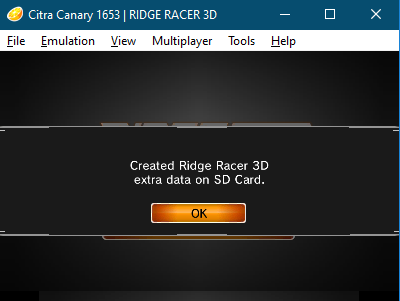 Citra Canary 1653 | RIDGE RACER 3D
File Emulation View Multiplayer Tools Help
Created Ridge Racer 3D
extra data on SD Card.
OK